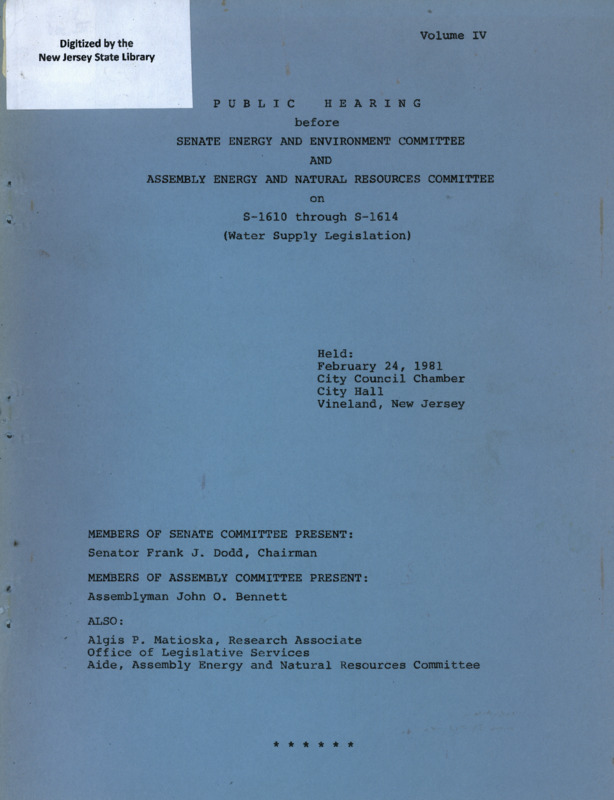 Digitized by the
New Jersey State Library
Volume IV
PUBLIC HEARING
before
SENATE ENERGY AND ENVIRONMENT COMMITTEE
AND
ASSEMBLY ENERGY AND NATURAL RESOURCES COMMITTEE
on
S-1610 through S-1614
(Water Supply Legislation)
Held:
February 24, 1981
City Council Chamber
City Hall
Vineland, New Jersey
MEMBERS OF SENATE COMMITTEE PRESENT:
Senator Frank J. Dodd, Chairman
MEMBERS OF ASSEMBLY COMMITTEE PRESENT:
Assemblyman John O. Bennett
ALSO:
Algis P. Matioska, Research Associate
Office of Legislative Services
Aide, Assembly Energy and Natural Resources Committee
* * * * * *